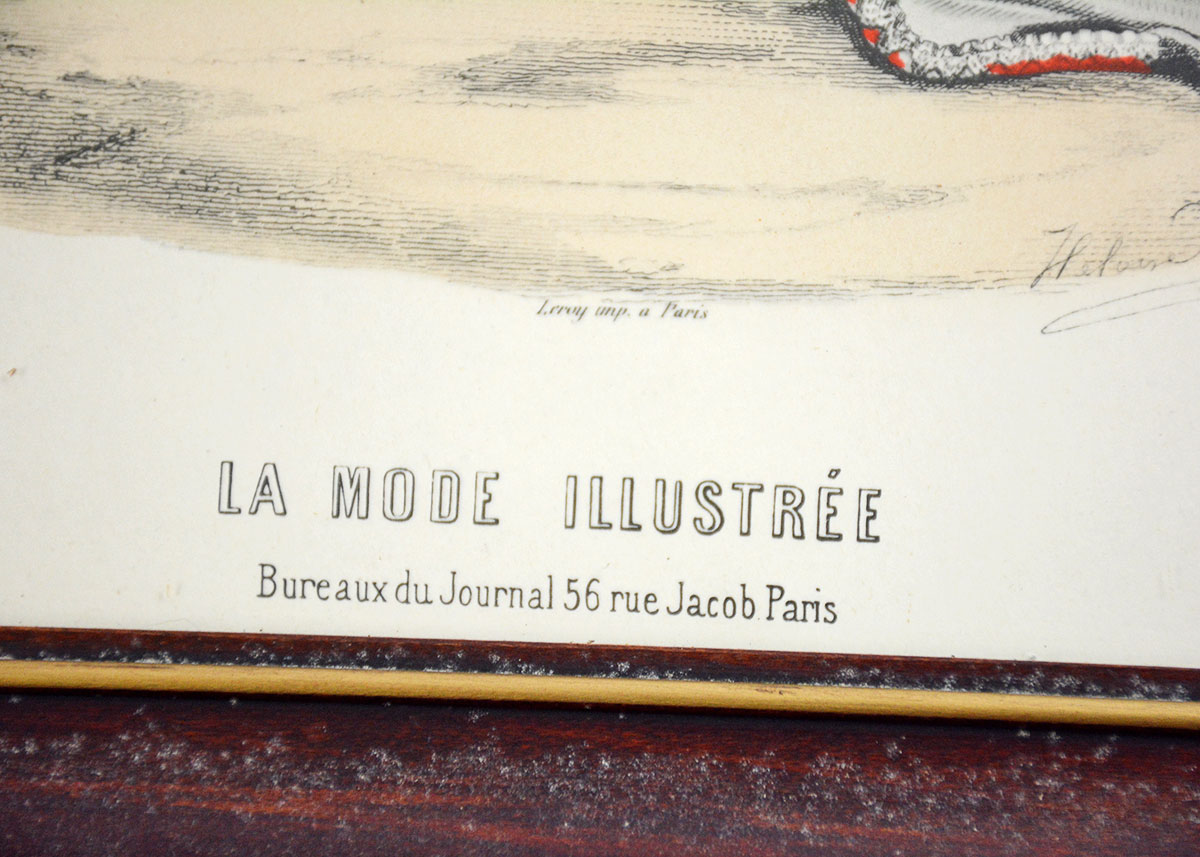 Leroy imp. a Paris
LA MODE ILLUSTRÉE
Bureaux du Journal 56 rue Jacob Paris